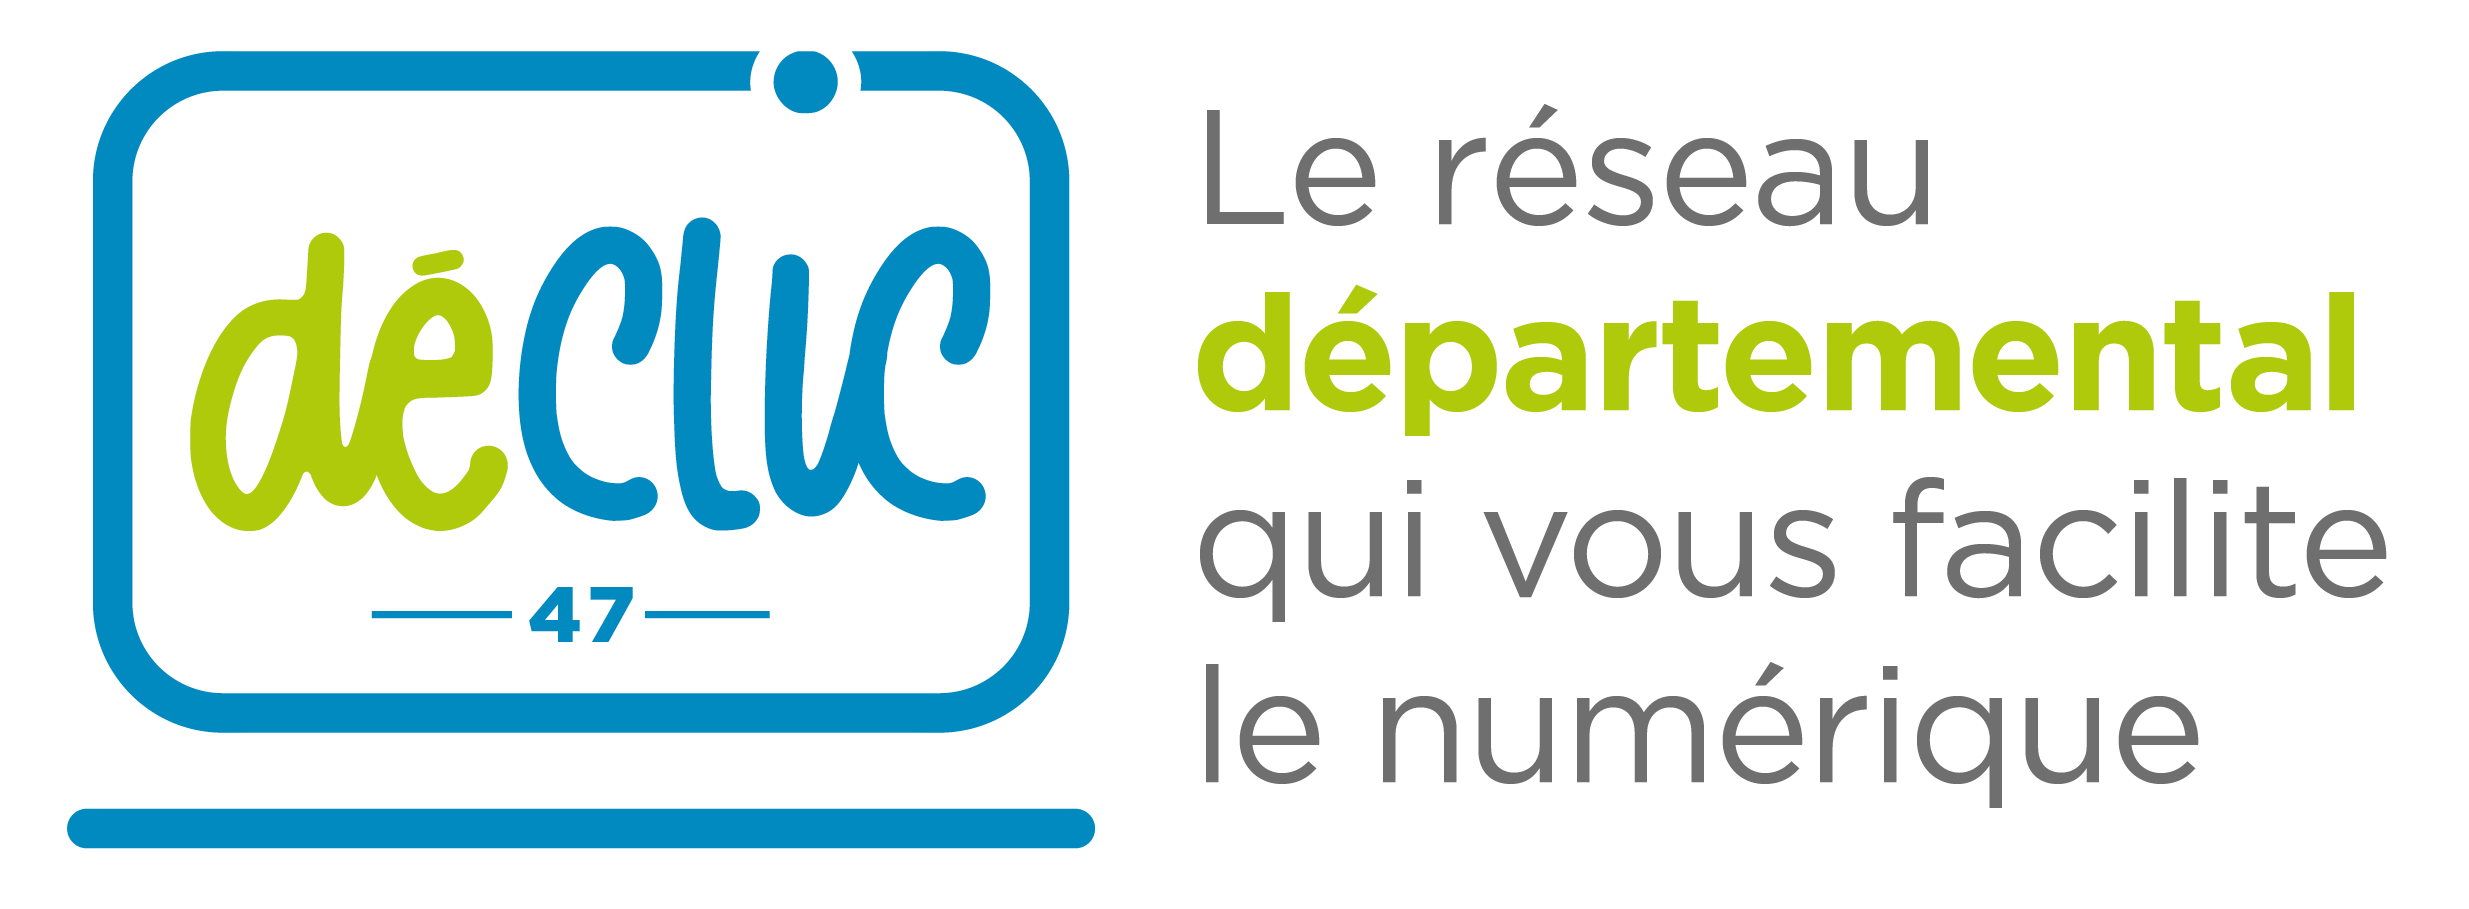 déClic
47
Le réseau
départemental
qui vous facilite
le numérique